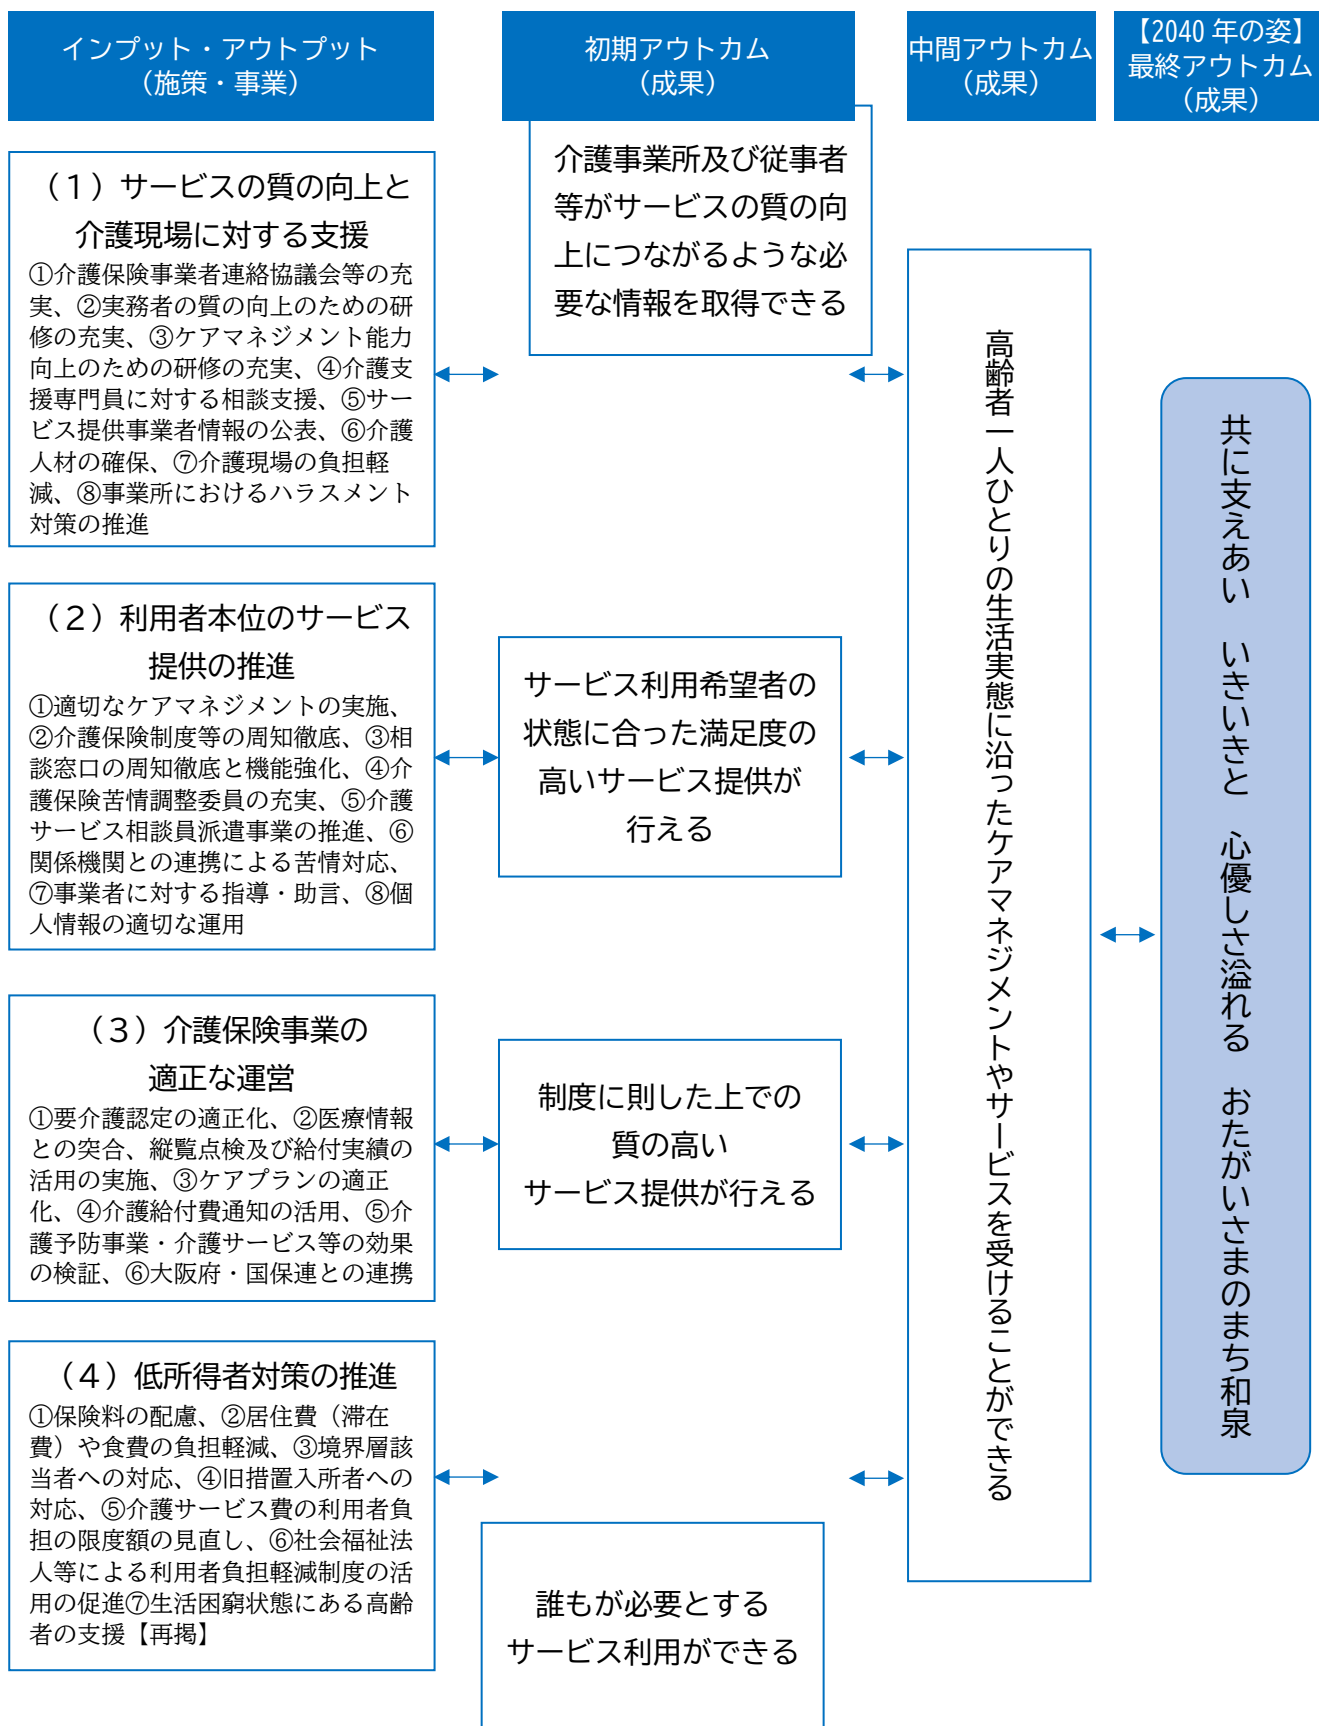 インプット・アウトプット
（施策・事業）
初期アウトカム
（成果）
中間アウトカム
（成果）
【2040 年の姿】
最終アウトカム
（成果）
（１）サービスの質の向上と
介護現場に対する支援
①介護保険事業者連絡協議会等の充
実、②実務者の質の向上のための研
修の充実、③ケアマネジメント能力
向上のための研修の充実、④介護支
援専門員に対する相談支援、⑤サー
ビス提供事業者情報の公表、⑥介護
人材の確保、⑦介護現場の負担軽
減、⑧事業所におけるハラスメント
対策の推進
介護事業所及び従事者
等がサービスの質の向
上につながるような必
要な情報を取得できる
（２）利用者本位のサービス
提供の推進
①適切なケアマネジメントの実施、
②介護保険制度等の周知徹底、③相
談窓口の周知徹底と機能強化、④介
護保険苦情調整委員の充実、⑤介護
サービス相談員派遣事業の推進、⑥
関係機関との連携による苦情対応、
⑦事業者に対する指導・助言、⑧個
人情報の適切な運用
サービス利用希望者の
状態に合った満足度の
高いサービス提供が
行える
（３）介護保険事業の
適正な運営
①要介護認定の適正化、②医療情報
との突合、縦覧点検及び給付実績の
活用の実施、③ケアプランの適正
化、④介護給付費通知の活用、⑤介
護予防事業・介護サービス等の効果
の検証、⑥大阪府・国保連との連携
制度に則した上での
質の高い
サービス提供が行える
（４）低所得者対策の推進
①保険料の配慮、②居住費（滞在
費）や食費の負担軽減、③境界層該
当者への対応、④旧措置入所者への
対応、⑤介護サービス費の利用者負
担の限度額の見直し、⑥社会福祉法
人等による利用者負担軽減制度の活
用の促進⑦生活困窮状態にある高齢
者の支援【再掲】
誰もが必要とする
サービス利用ができる
高齢者一人ひとりの生活実態に沿ったケアマネジメントやサービスを受けることができる
共に支えあい　いきいきと　心優しさ溢れる　おたがいさまのまち和泉